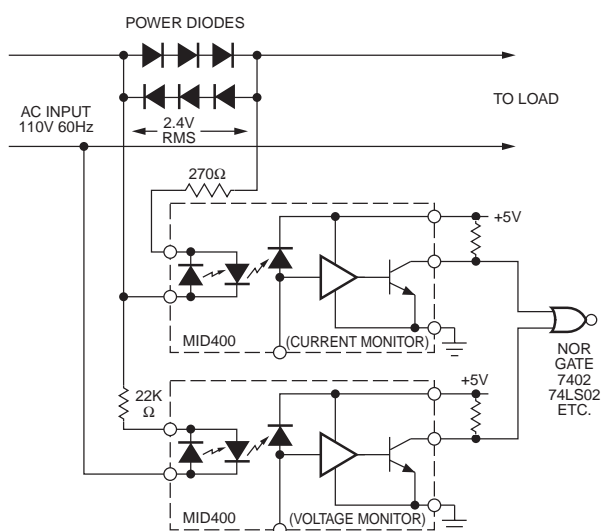 POWER DIODES
TO LOAD
AC INPUT
110V 60Hz
2.4V
RMS
270Ω
+5V
MID400
(CURRENT MONITOR)
NOR
GATE
7402
74LS02
ETC.
22K
Ω
+5V
MID400
(VOLTAGE MONITOR)